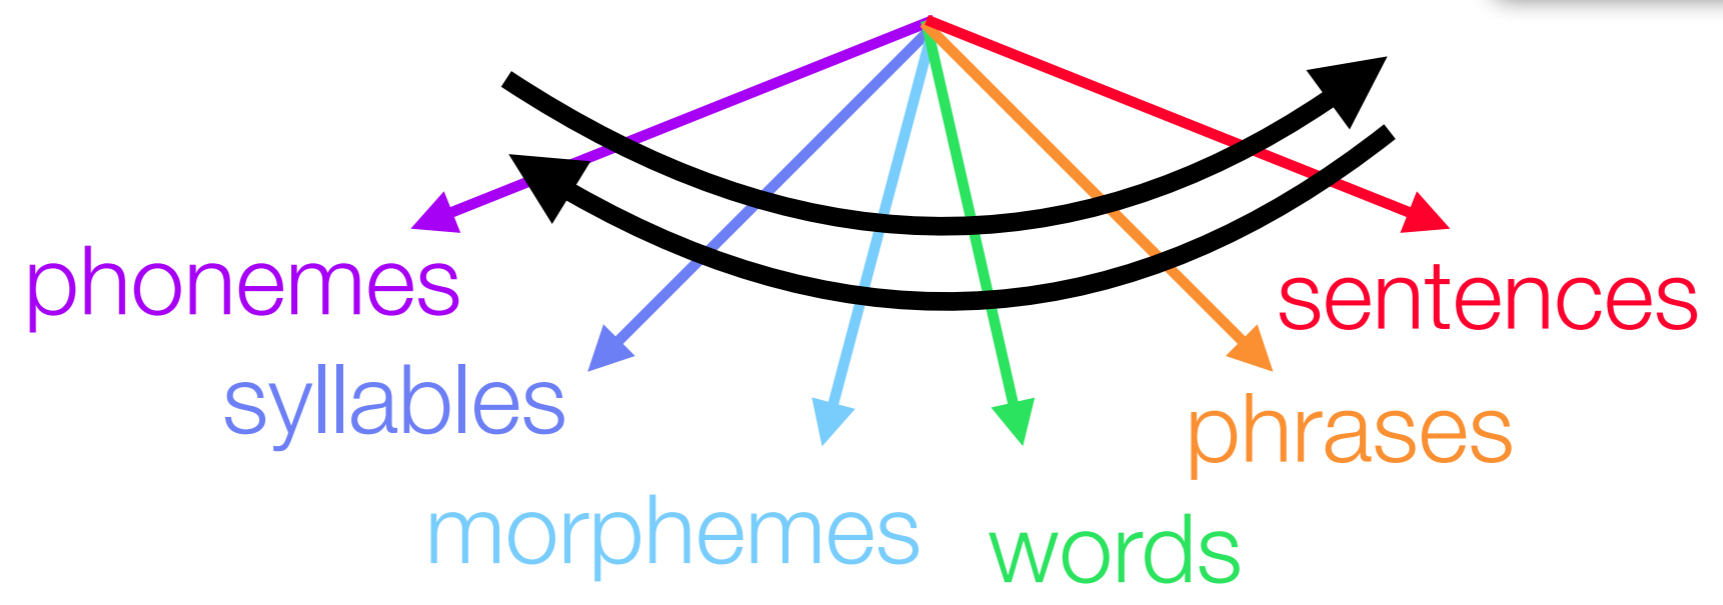 phonemes
syllables
morphemes
words
phrases
sentences